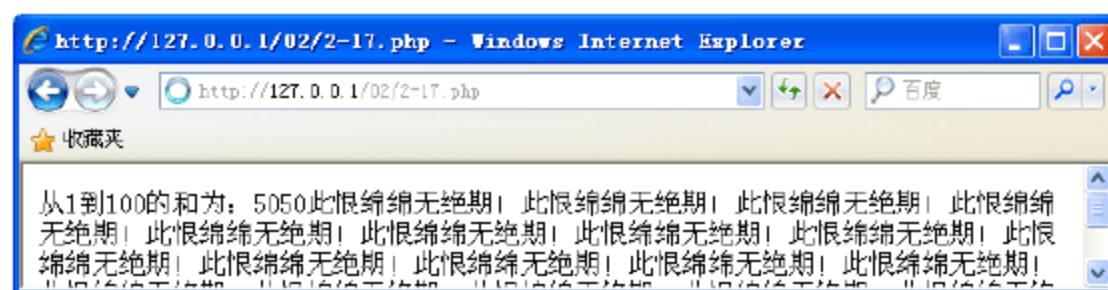 http://127.0.0.1/02/2-17.php - Windows Internet Explorer
http://127.0.0.1/02/2-17.php 百度
收藏夹
从1到100的和为：5050此恨绵绵无绝期！此恨绵绵无绝期！此恨绵绵无绝期！此恨绵绵
无绝期！此恨绵绵无绝期！此恨绵绵无绝期！此恨绵绵无绝期！此恨绵绵无绝期！此恨
绵绵无绝期！此恨绵绵无绝期！此恨绵绵无绝期！此恨绵绵无绝期！此恨绵绵无绝期！